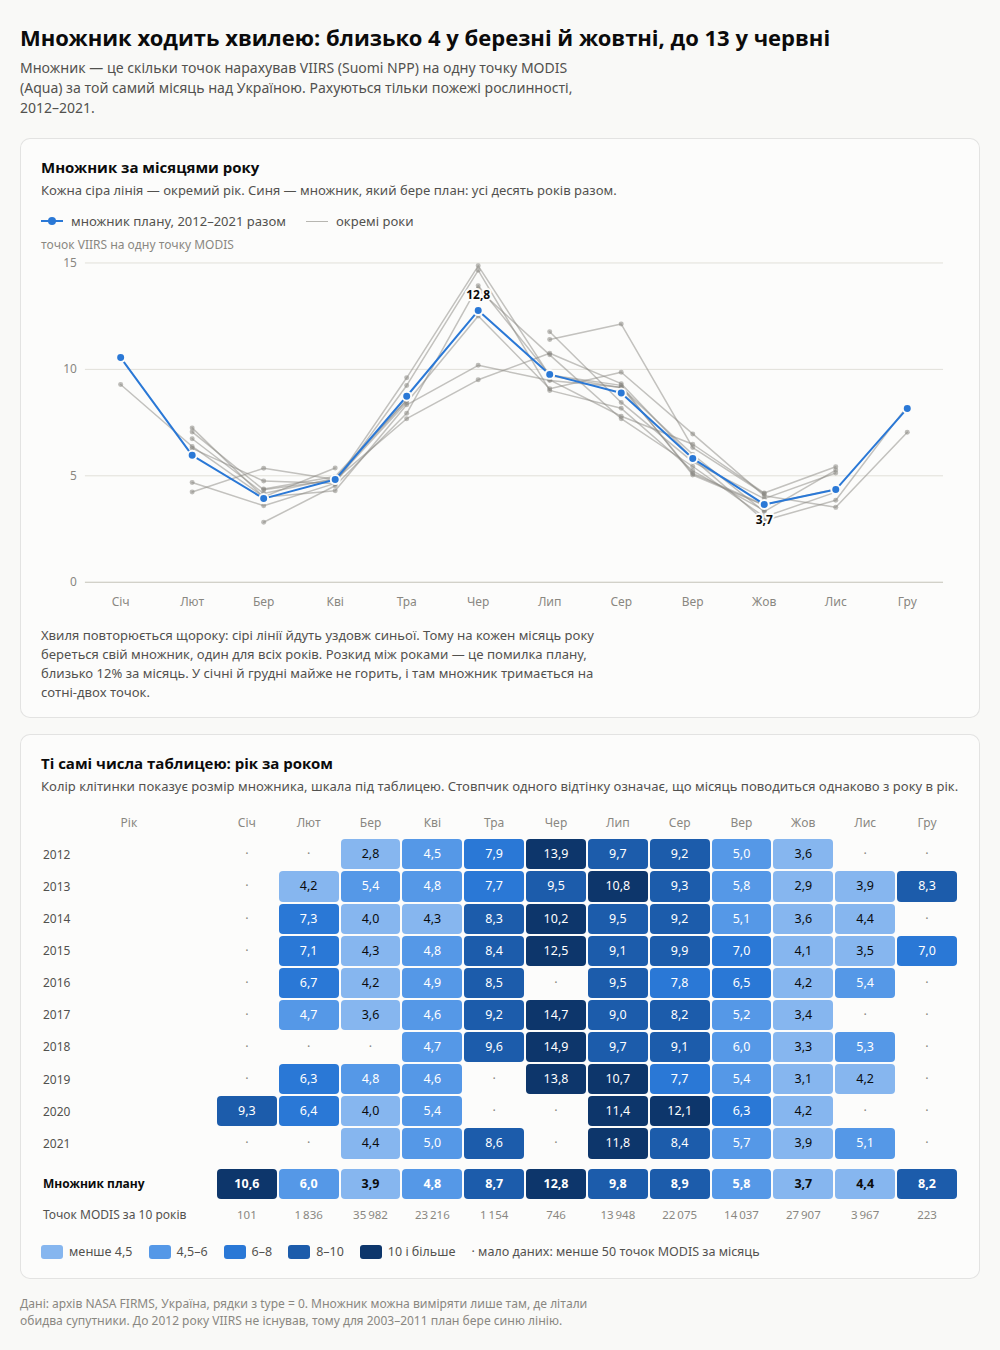 Множник ходить хвилею: близько 4 у березні й жовтні, до 13 у червні
Множник — це скільки точок нарахував VIIRS (Suomi NPP) на одну точку MODIS
(Aqua) за той самий місяць над Україною. Рахуються тільки пожежі рослинності,
2012–2021.
Множник за місяцями року
Кожна сіра лінія — окремий рік. Синя — множник, який бере план: усі десять років разом.
множник плану, 2012–2021 разом окремі роки
точок VIIRS на одну точку MODIS
15
12,8
10
5
3,7
0
Січ Лют Бер Кві Тра Чер Лип Сер Вер Жов Лис Гру
Хвиля повторюється щороку: сірі лінії йдуть уздовж синьої. Тому на кожен місяць року
береться свій множник, один для всіх років. Розкид між роками — це помилка плану,
близько 12% за місяць. У січні й грудні майже не горить, і там множник тримається на
сотні-двох точок.
Ті самі числа таблицею: рік за роком
Колір клітинки показує розмір множника, шкала під таблицею. Стовпчик одного відтінку означає, що місяць поводиться однаково з року в рік.
Рік Січ Лют Бер Кві Тра Чер Лип Сер Вер Жов Лис Гру
2012 · · 2,8 4,5 7,9 13,9 9,7 9,2 5,0 3,6 · ·
2013 · 4,2 5,4 4,8 7,7 9,5 10,8 9,3 5,8 2,9 3,9 8,3
2014 · 7,3 4,0 4,3 8,3 10,2 9,5 9,2 5,1 3,6 4,4 ·
2015 · 7,1 4,3 4,8 8,4 12,5 9,1 9,9 7,0 4,1 3,5 7,0
2016 · 6,7 4,2 4,9 8,5 · 9,5 7,8 6,5 4,2 5,4 ·
2017 · 4,7 3,6 4,6 9,2 14,7 9,0 8,2 5,2 3,4 · ·
2018 · · · 4,7 9,6 14,9 9,7 9,1 6,0 3,3 5,3 ·
2019 · 6,3 4,8 4,6 · 13,8 10,7 7,7 5,4 3,1 4,2 ·
2020 9,3 6,4 4,0 5,4 · · 11,4 12,1 6,3 4,2 · ·
2021 · · 4,4 5,0 8,6 · 11,8 8,4 5,7 3,9 5,1 ·
Множник плану 10,6 6,0 3,9 4,8 8,7 12,8 9,8 8,9 5,8 3,7 4,4 8,2
Точок MODIS за 10 років 101 1 836 35 982 23 216 1 154 746 13 948 22 075 14 037 27 907 3 967 223
менше 4,5 4,5–6 6–8 8–10 10 і більше · мало даних: менше 50 точок MODIS за місяць
Дані: архів NASA FIRMS, Україна, рядки з type = 0. Множник можна виміряти лише там, де літали
обидва супутники. До 2012 року VIIRS не існував, тому для 2003–2011 план бере синю лінію.